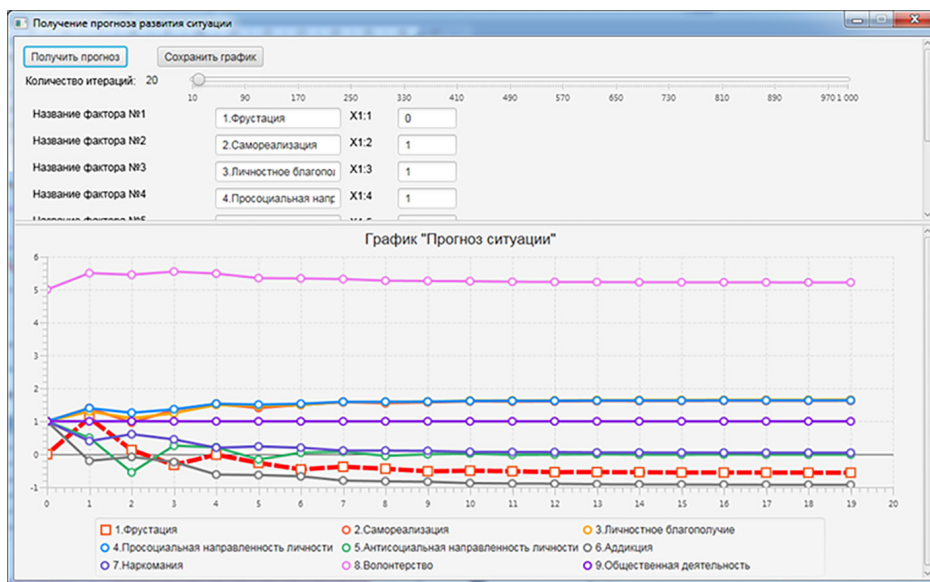 Получение прогноза развития ситуации
Получить прогноз Сохранить график
Количество итераций: 20
10 90 170 250 330 410 490 570 650 730 810 890 970 1 000
Название фактора №1 1.Фрустация X1:1 0
Название фактора №2 2.Самореализация X1:2 1
Название фактора №3 3.Личностное благопол X1:3 1
Название фактора №4 4.Просоциальная напр X1:4 1
Название фактора №5
График "Прогноз ситуации"
6
5
4
3
2
1
0
-1
0 1 2 3 4 5 6 7 8 9 10 11 12 13 14 15 16 17 18 19 20
1.Фрустация 2.Самореализация 3.Личностное благополучие
4.Просоциальная направленность личности 5.Антисоциальная направленность личности 6.Аддикция
7.Наркомания 8.Волонтерство 9.Общественная деятельность